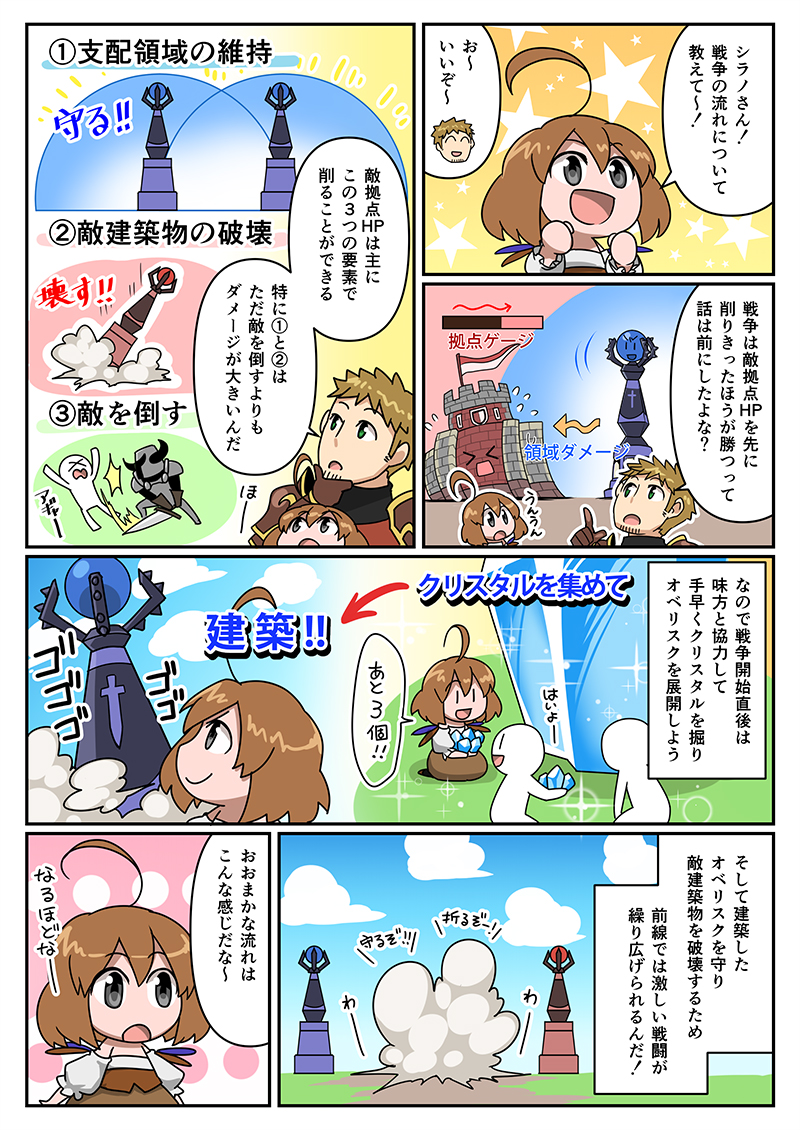 シラノさん！
戦争の流れについて
教えて〜！
お〜
いいぞ〜
戦争は敵拠点HPを先に
削りきったほうが勝つって
話は前にしたよな？
拠点ゲージ
領域ダメージ
うんうん
①支配領域の維持
守る!!
②敵建築物の破壊
壊す!!
③敵を倒す
アギャー
敵拠点HPは主に
この３つの要素で
削ることができる
特に①と②は
ただ敵を倒すよりも
ダメージが大きいんだ
ほー
なので戦争開始直後は
味方と協力して
手早くクリスタルを掘り
オベリスクを展開しよう
クリスタルを集めて
建築!!
はいよー
あと３個!!
ゴゴゴ
ゴゴゴ
そして建築した
オベリスクを守り
敵建築物を破壊するため
前線では激しい戦闘が
繰り広げられるんだ！
折るぞー!
守るぞ!!
わー
わー
おおまかな流れは
こんな感じだな〜
なるほどなー